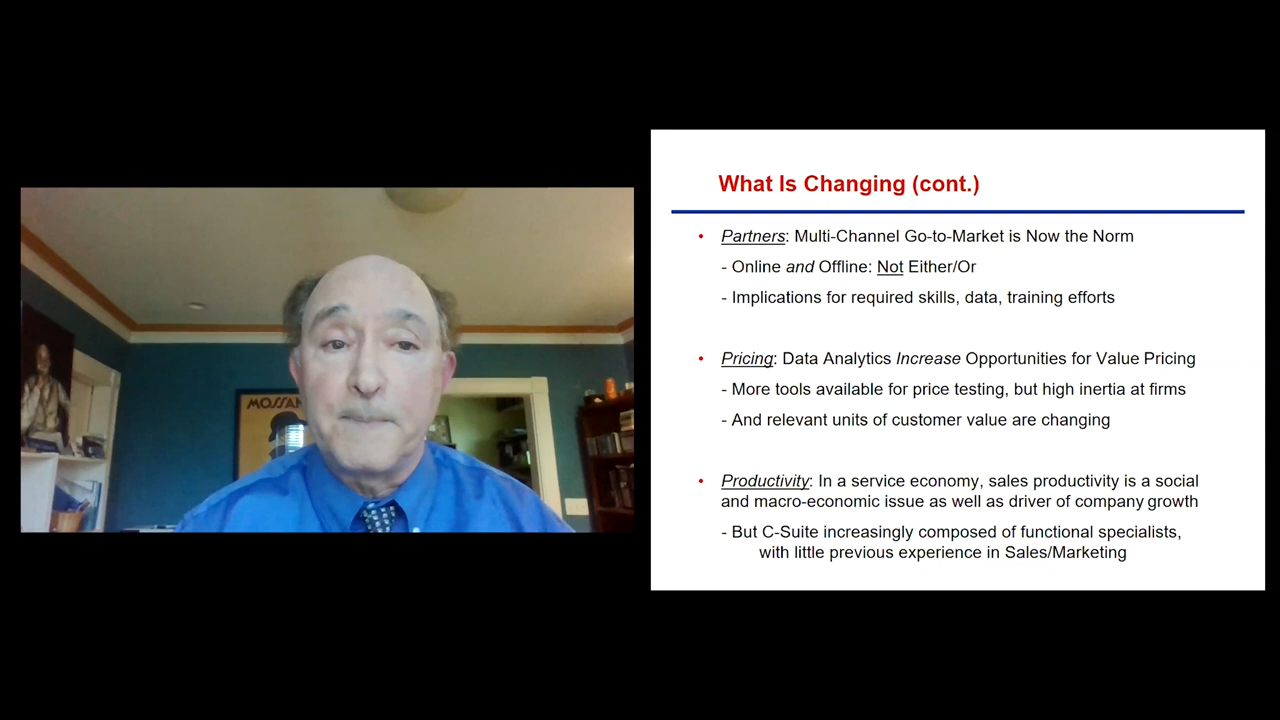 MOSSAN
What Is Changing (cont.)
• Partners: Multi-Channel Go-to-Market is Now the Norm
- Online and Offline: Not Either/Or
- Implications for required skills, data, training efforts
• Pricing: Data Analytics Increase Opportunities for Value Pricing
- More tools available for price testing, but high inertia at firms
- And relevant units of customer value are changing
• Productivity: In a service economy, sales productivity is a social
and macro-economic issue as well as driver of company growth
- But C-Suite increasingly composed of functional specialists,
with little previous experience in Sales/Marketing